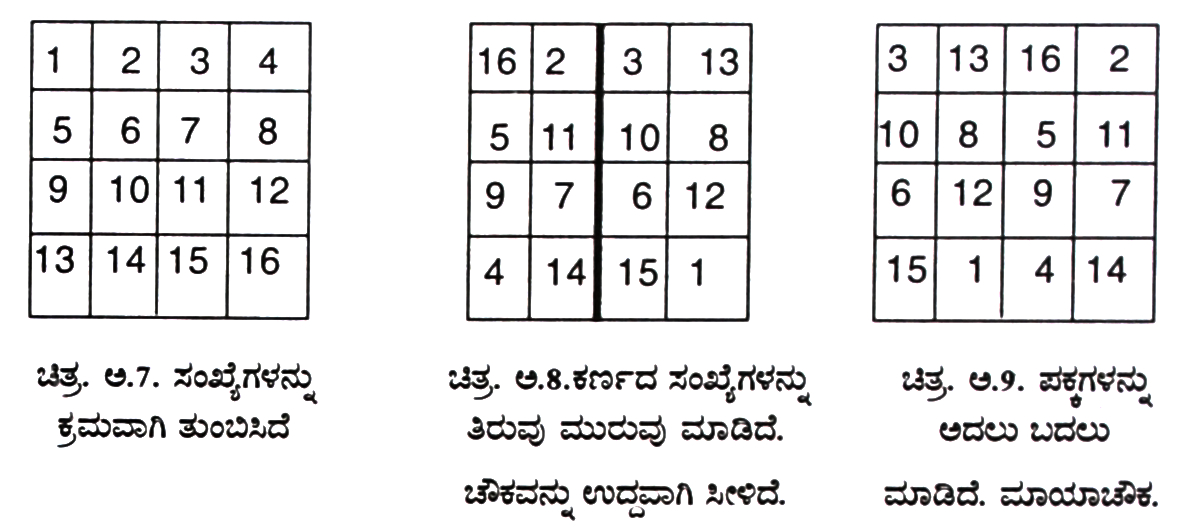 1 2 3 4
5 6 7 8
9 10 11 12
13 14 15 16
ಚಿತ್ರ. ಅ.7. ಸಂಖ್ಯೆಗಳನ್ನು
ಕ್ರಮವಾಗಿ ತುಂಬಿಸಿದೆ
16 2 3 13
5 11 10 8
9 7 6 12
4 14 15 1
ಚಿತ್ರ. ಅ.8.ಕರ್ಣದ ಸಂಖ್ಯೆಗಳನ್ನು
ತಿರುವು ಮುರುವು ಮಾಡಿದೆ.
ಚೌಕವನ್ನು ಉದ್ದವಾಗಿ ಸೀಳಿದೆ.
3 13 16 2
10 8 5 11
6 12 9 7
15 1 4 14
ಚಿತ್ರ. ಅ.9. ಪಕ್ಕಗಳನ್ನು
ಅದಲು ಬದಲು
ಮಾಡಿದೆ. ಮಾಯಾಚೌಕ.